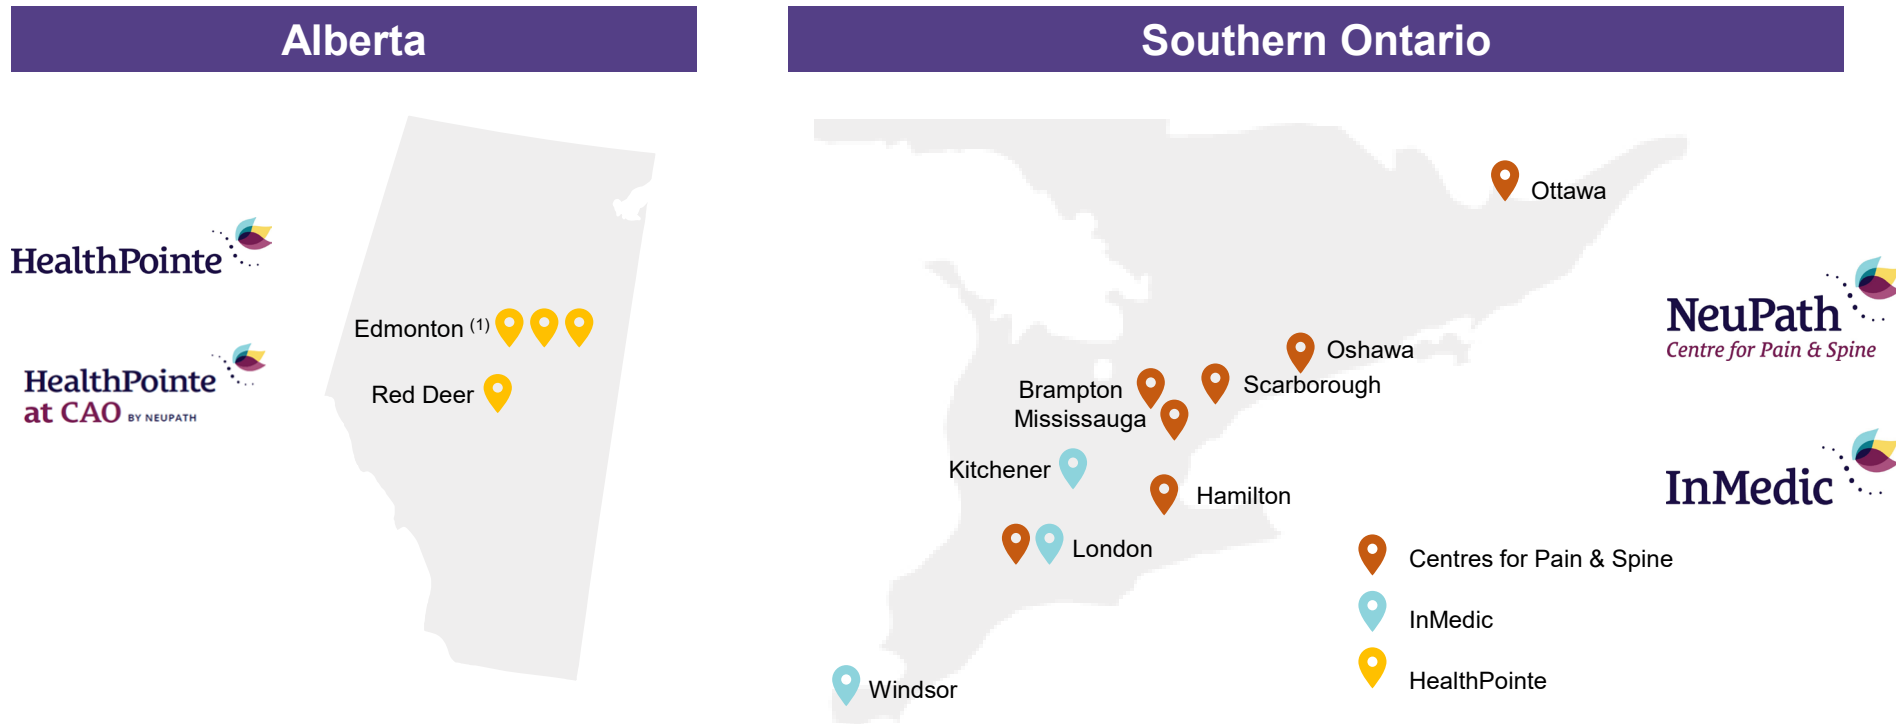 Alberta
HealthPointe
HealthPointe
at CAO BY NEUPATH
Edmonton (1)
Red Deer
Southern Ontario
Ottawa
Oshawa
Scarborough
Brampton
Mississauga
Kitchener
Hamilton
London
Windsor
NeuPath
Centre for Pain & Spine
InMedic
Centres for Pain & Spine
InMedic
HealthPointe